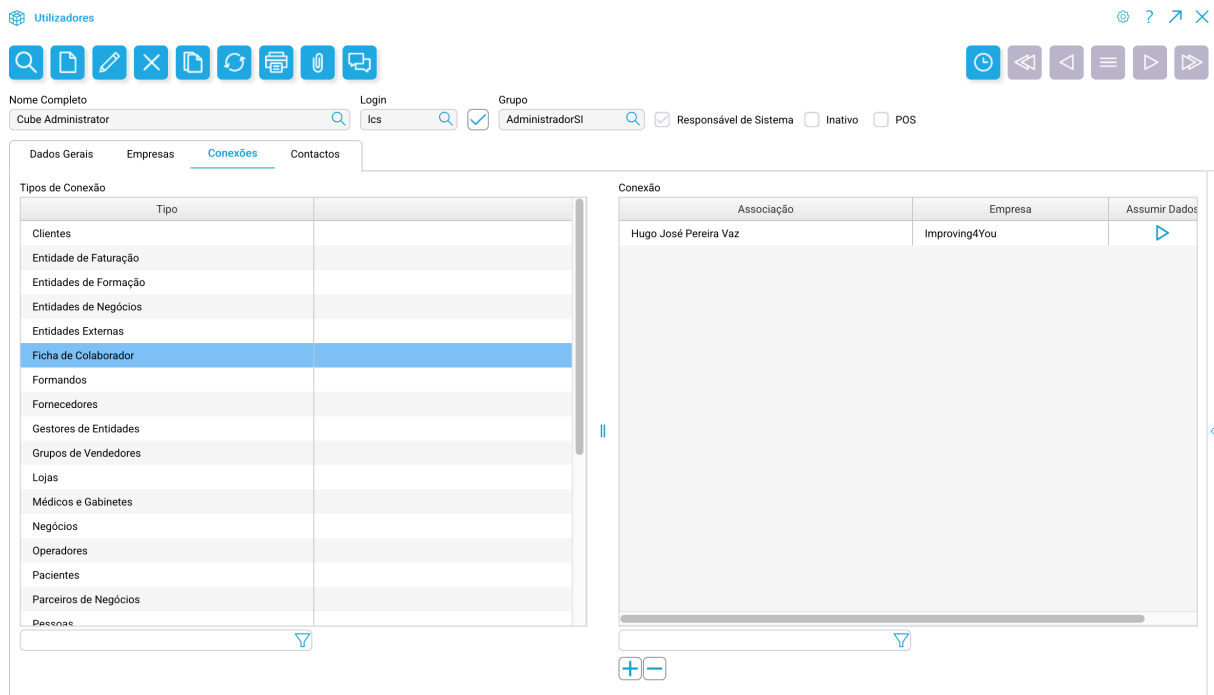 Utilizadores
?
Nome Completo
Login
Grupo
Cube Administrator
lcs
AdministradorSI
Responsável de Sistema
Inativo
POS
Dados Gerais
Empresas
Conexões
Contactos
Tipos de Conexão
Tipo
Clientes
Entidade de Faturação
Entidades de Formação
Entidades de Negócios
Entidades Externas
Ficha de Colaborador
Formandos
Fornecedores
Gestores de Entidades
Grupos de Vendedores
Lojas
Médicos e Gabinetes
Negócios
Operadores
Pacientes
Parceiros de Negócios
Pessoas
Conexão
Associação
Empresa
Assumir Dados
Hugo José Pereira Vaz
Improving4You